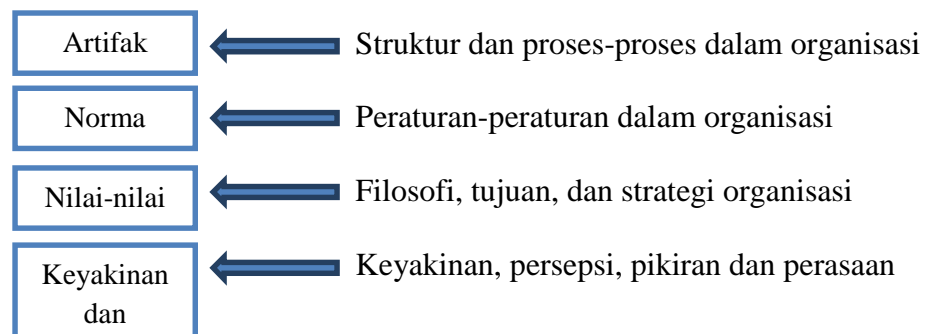 Artifak
Struktur dan proses-proses dalam organisasi
Norma
Peraturan-peraturan dalam organisasi
Nilai-nilai
Filosofi, tujuan, dan strategi organisasi
Keyakinan
dan
Keyakinan, persepsi, pikiran dan perasaan